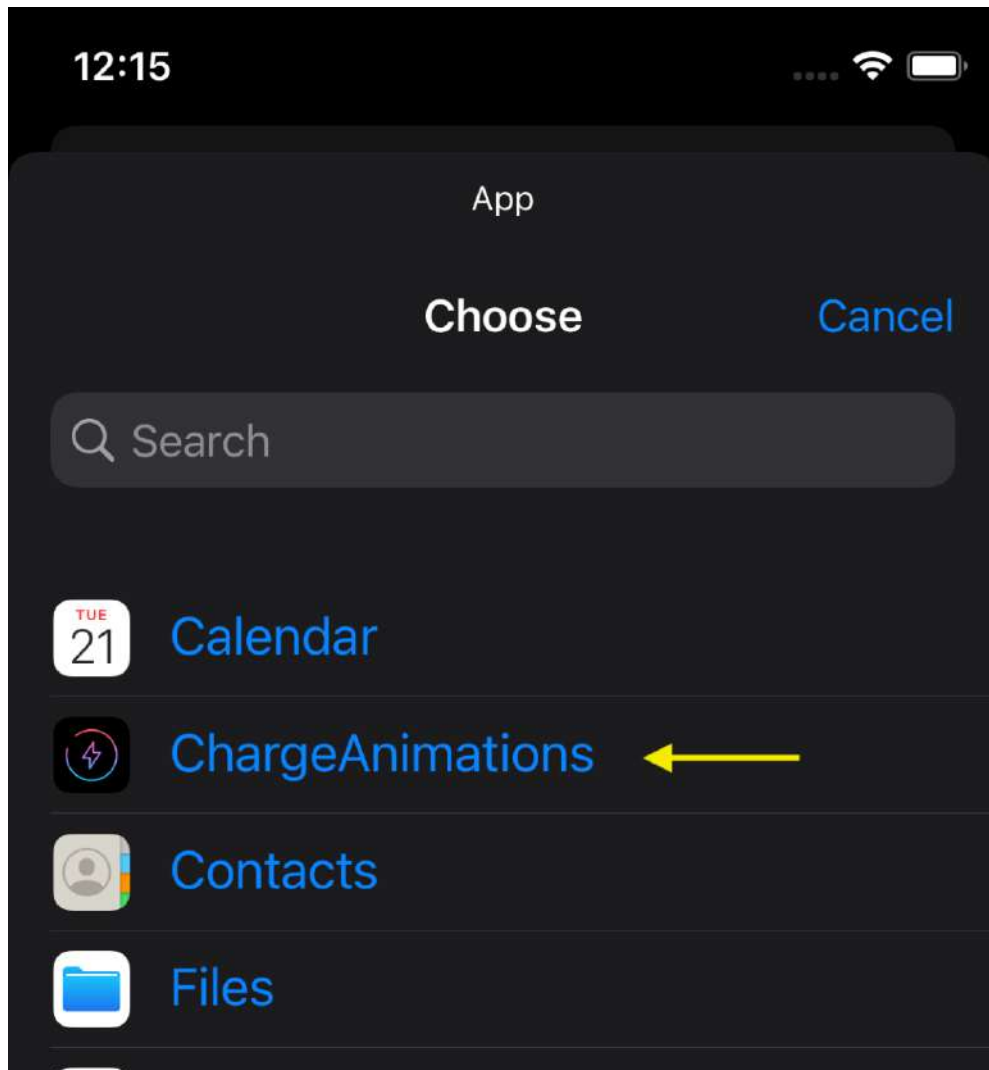 12:15
App
Choose
Cancel
Search
TUE
21
Calendar
ChargeAnimations
Contacts
Files